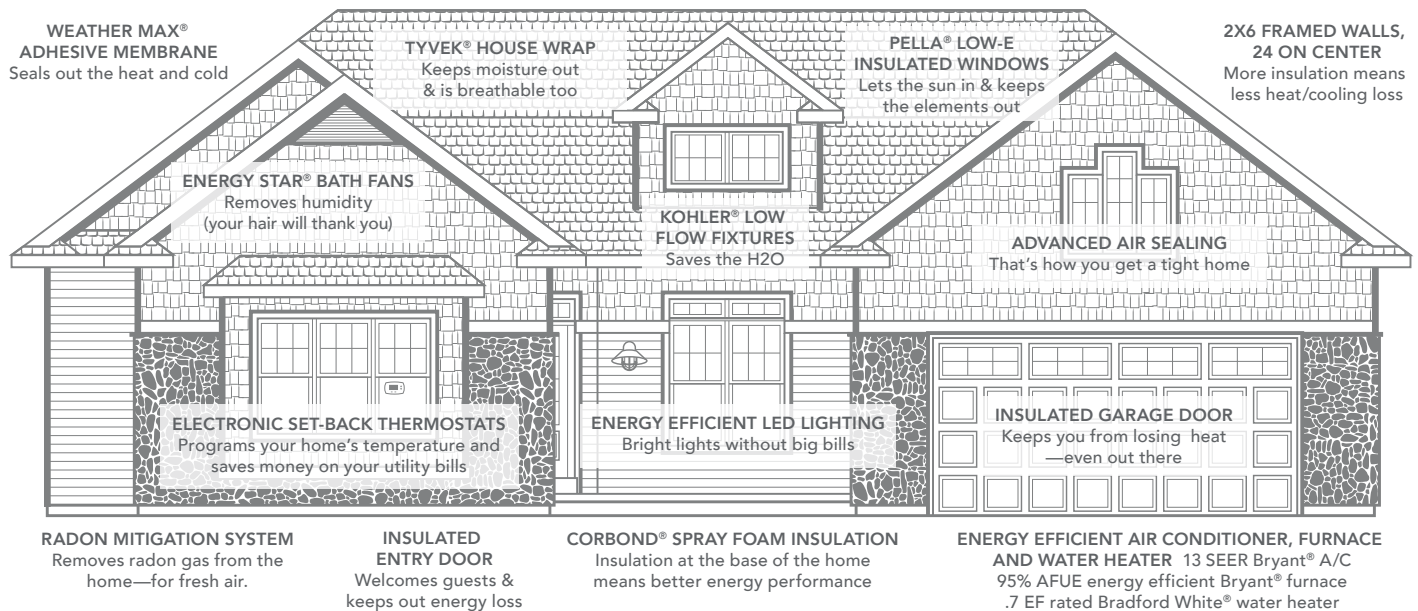 WEATHER MAX®
ADHESIVE MEMBRANE
Seals out the heat and cold
TYVEK® HOUSE WRAP
Keeps moisture out
& is breathable too
PELLA® LOW-E
INSULATED WINDOWS
Lets the sun in & keeps
the elements out
2X6 FRAMED WALLS,
24 ON CENTER
More insulation means
less heat/cooling loss
ENERGY STAR® BATH FANS
Removes humidity
(your hair will thank you)
KOHLER® LOW
FLOW FIXTURES
Saves the H2O
ADVANCED AIR SEALING
That's how you get a tight home
ELECTRONIC SET-BACK THERMOSTATS
Programs your home's temperature and
saves money on your utility bills
ENERGY EFFICIENT LED LIGHTING
Bright lights without big bills
INSULATED GARAGE DOOR
Keeps you from losing heat
—even out there
RADON MITIGATION SYSTEM
Removes radon gas from the
home—for fresh air.
INSULATED
ENTRY DOOR
Welcomes guests &
keeps out energy loss
CORBOND® SPRAY FOAM INSULATION
Insulation at the base of the home
means better energy performance
ENERGY EFFICIENT AIR CONDITIONER, FURNACE
AND WATER HEATER 13 SEER Bryant® A/C
95% AFUE energy efficient Bryant® furnace
.7 EF rated Bradford White® water heater